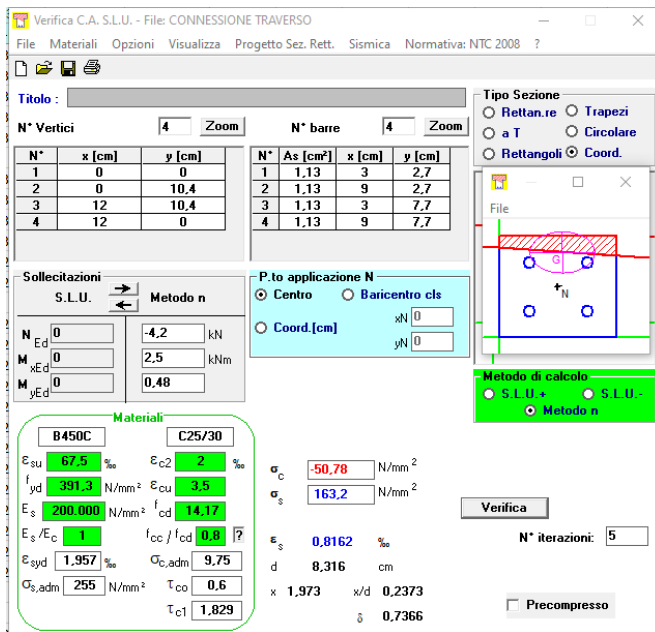 Verifica C.A. S.L.U. - File: CONNESSIONE TRAVERSO
File Materiali Opzioni Visualizza Progetto Sez. Rett. Sismica Normativa: NTC 2008 ?
Titolo :
N° Vertici 4 Zoom N° barre 4 Zoom
N° x [cm] y [cm]
1 0 0
2 0 10,4
3 12 10,4
4 12 0
N° As [cm²] x [cm] y [cm]
1 1,13 3 2,7
2 1,13 9 2,7
3 1,13 3 7,7
4 1,13 9 7,7
Tipo Sezione
Rettan.re Trapezi
a T Circolare
Rettangoli Coord.
File
G
N
Sollecitazioni
S.L.U. Metodo n
N Ed 0 -4,2 kN
M xEd 0 2,5 kNm
M yEd 0 0,48
P.to applicazione N
Centro Baricentro cls
Coord.[cm] xN 0
yN 0
Metodo di calcolo
S.L.U.+ S.L.U.-
Metodo n
Materiali
B450C C25/30
εsu 67,5 ‰ εc2 2 ‰
fyd 391,3 N/mm² εcu 3,5
Es 200.000 N/mm² fcd 14,17
Es/Ec 1 fcc / fcd 0,8 ?
εsyd 1,957 ‰ σc,adm 9,75
σs,adm 255 N/mm² τco 0,6
τc1 1,829
σc -50,78 N/mm²
σs 163,2 N/mm²
εs 0,8162 ‰
d 8,316 cm
x 1,973 x/d 0,2373
δ 0,7366
Verifica
N° iterazioni: 5
Precompresso